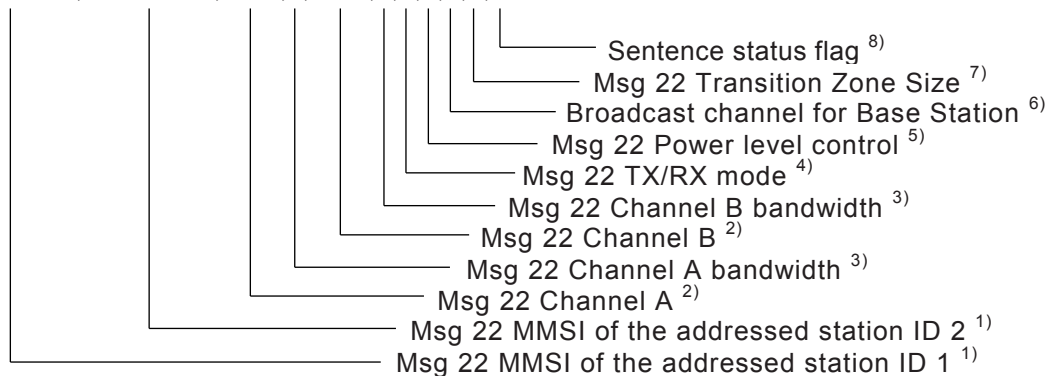 Sentence status flag 8)
Msg 22 Transition Zone Size 7)
Broadcast channel for Base Station 6)
Msg 22 Power level control 5)
Msg 22 TX/RX mode 4)
Msg 22 Channel B bandwidth 3)
Msg 22 Channel B 2)
Msg 22 Channel A bandwidth 3)
Msg 22 Channel A 2)
Msg 22 MMSI of the addressed station ID 2 1)
Msg 22 MMSI of the addressed station ID 1 1)